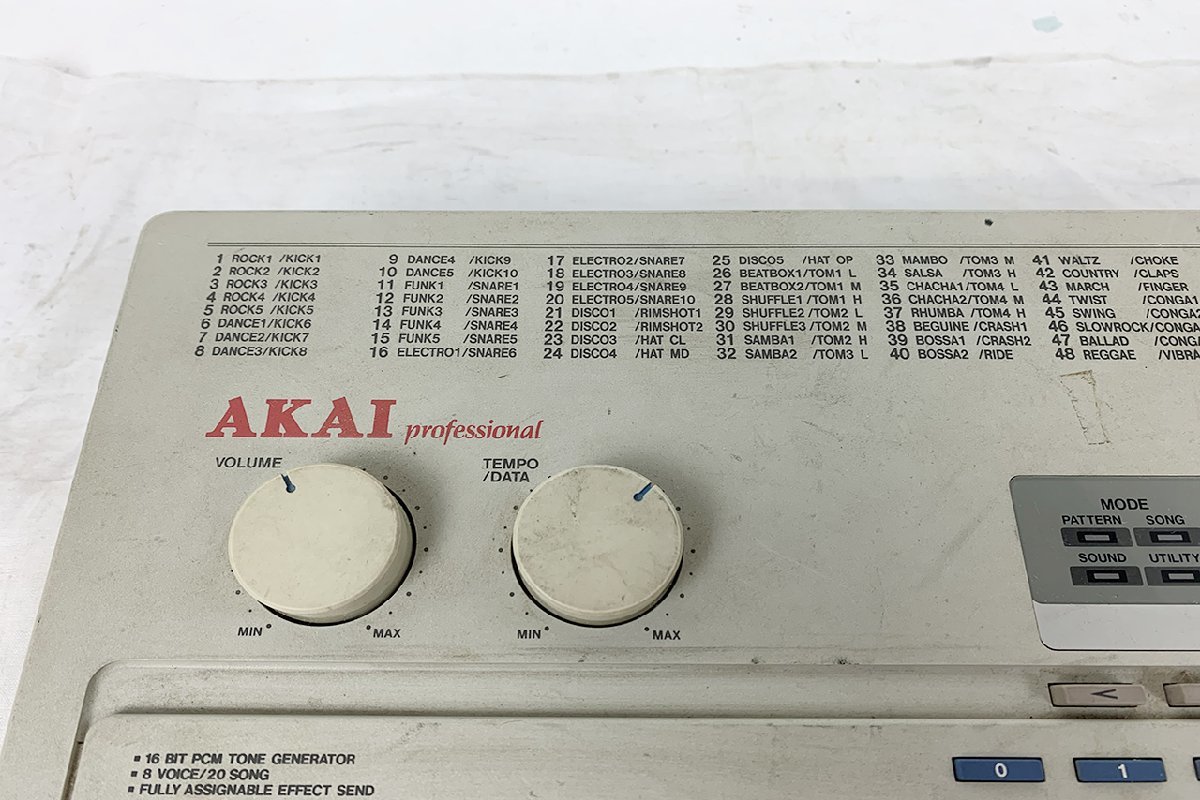 1 ROCK1 /KICK1
2 ROCK2 /KICK2
3 ROCK3 /KICK3
4 ROCK4 /KICK4
5 ROCK5 /KICK5
6 DANCE1/KICK6
7 DANCE2/KICK7
8 DANCE3/KICK8
9 DANCE4 /KICK9
10 DANCE5 /KICK10
11 FUNK1 /SNARE1
12 FUNK2 /SNARE2
13 FUNK3 /SNARE3
14 FUNK4 /SNARE4
15 FUNK5 /SNARE5
16 ELECTRO1/SNARE6
17 ELECTRO2/SNARE7
18 ELECTRO3/SNARE8
19 ELECTRO4/SNARE9
20 ELECTRO5/SNARE10
21 DISCO1 /RIMSHOT1
22 DISCO2 /RIMSHOT2
23 DISCO3 /HAT CL
24 DISCO4 /HAT MD
25 DISCO5 /HAT OP
26 BEATBOX1/TOM1 L
27 BEATBOX2/TOM1 M
28 SHUFFLE1 /TOM1 H
29 SHUFFLE2 /TOM2 L
30 SHUFFLE3 /TOM2 M
31 SAMBA1 /TOM2 H
32 SAMBA2 /TOM3 L
33 MAMBO /TOM3 M
34 SALSA /TOM3 H
35 CHACHA1/TOM4 L
36 CHACHA2/TOM4 M
37 RHUMBA /TOM4 H
38 BEGUINE /CRASH1
39 BOSSA1 /CRASH2
40 BOSSA2 /RIDE
41 WALTZ /CHOKE
42 COUNTRY /CLAPS
43 MARCH /FINGER
44 TWIST /CONGA1
45 SWING /CONGA
46 SLOWROCK/CONGA
47 BALLAD /CONGA
48 REGGAE /VIBRA
AKAI professional
VOLUME
MIN MAX
TEMPO
/DATA
MIN MAX
MODE
PATTERN SONG
SOUND UTILITY
<
16 BIT PCM TONE GENERATOR
8 VOICE/20 SONG
FULLY ASSIGNABLE EFFECT SEND
0 1